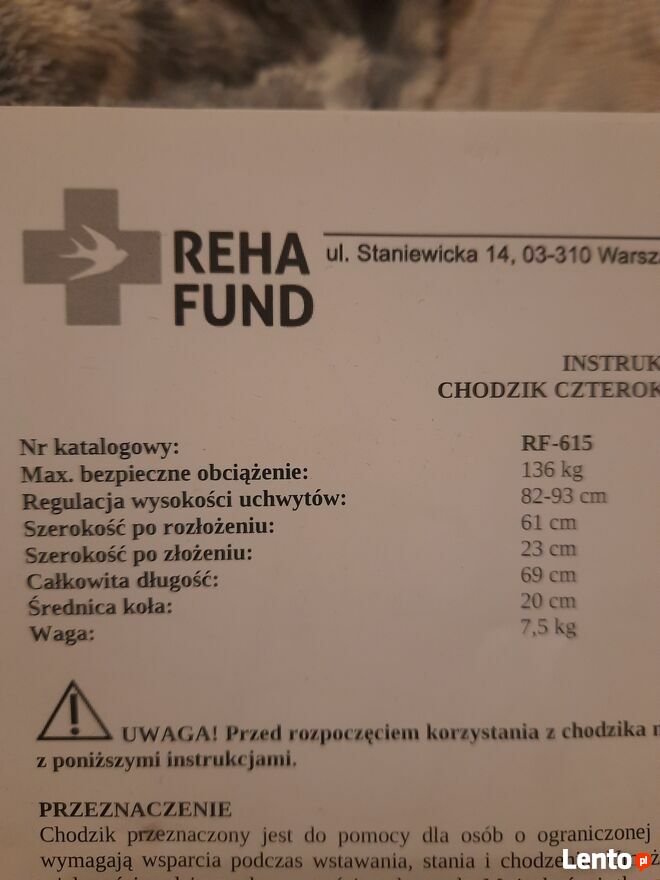 REHA
FUND
ul. Staniewicka 14, 03-310 Warsz
INSTRUK
CHODZIK CZTEROK
Nr katalogowy: RF-615
Max. bezpieczne obciążenie: 136 kg
Regulacja wysokości uchwytów: 82-93 cm
Szerokość po rozłożeniu: 61 cm
Szerokość po złożeniu: 23 cm
Całkowita długość: 69 cm
Średnica koła: 20 cm
Waga: 7,5 kg
UWAGA! Przed rozpoczęciem korzystania z chodzika
z poniższymi instrukcjami.
PRZEZNACZENIE
Chodzik przeznaczony jest do pomocy dla osób o ograniczonej
wymagają wsparcia podczas wstawania, stania i
Lento.pl